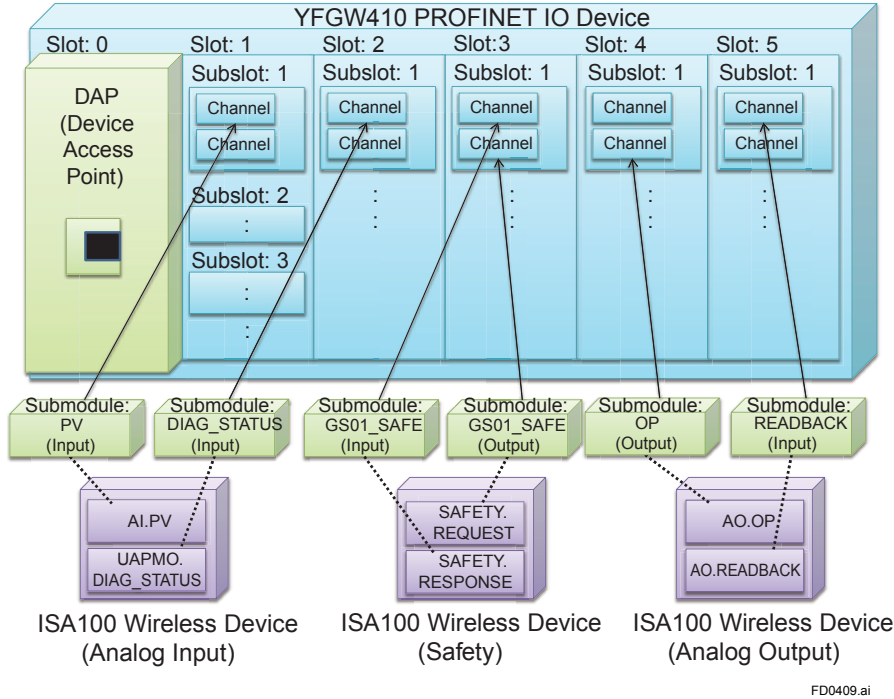 YFGW410 PROFINET IO Device
Slot: 0 Slot: 1 Slot: 2 Slot:3 Slot: 4 Slot: 5
DAP
(Device
Access
Point)
Subslot: 1 Subslot: 1 Subslot: 1 Subslot: 1 Subslot: 1
Channel Channel Channel Channel Channel
Channel Channel Channel Channel Channel
Subslot: 2
:
Subslot: 3
:
:
Submodule:
PV
(Input)
Submodule:
DIAG_STATUS
(Input)
Submodule:
GS01_SAFE
(Input)
Submodule:
GS01_SAFE
(Output)
Submodule:
OP
(Output)
Submodule:
READBACK
(Input)
AI.PV
UAPMO.
DIAG_STATUS
SAFETY.
REQUEST
SAFETY.
RESPONSE
AO.OP
AO.READBACK
ISA100 Wireless Device
(Analog Input)
ISA100 Wireless Device
(Safety)
ISA100 Wireless Device
(Analog Output)
FD0409.ai